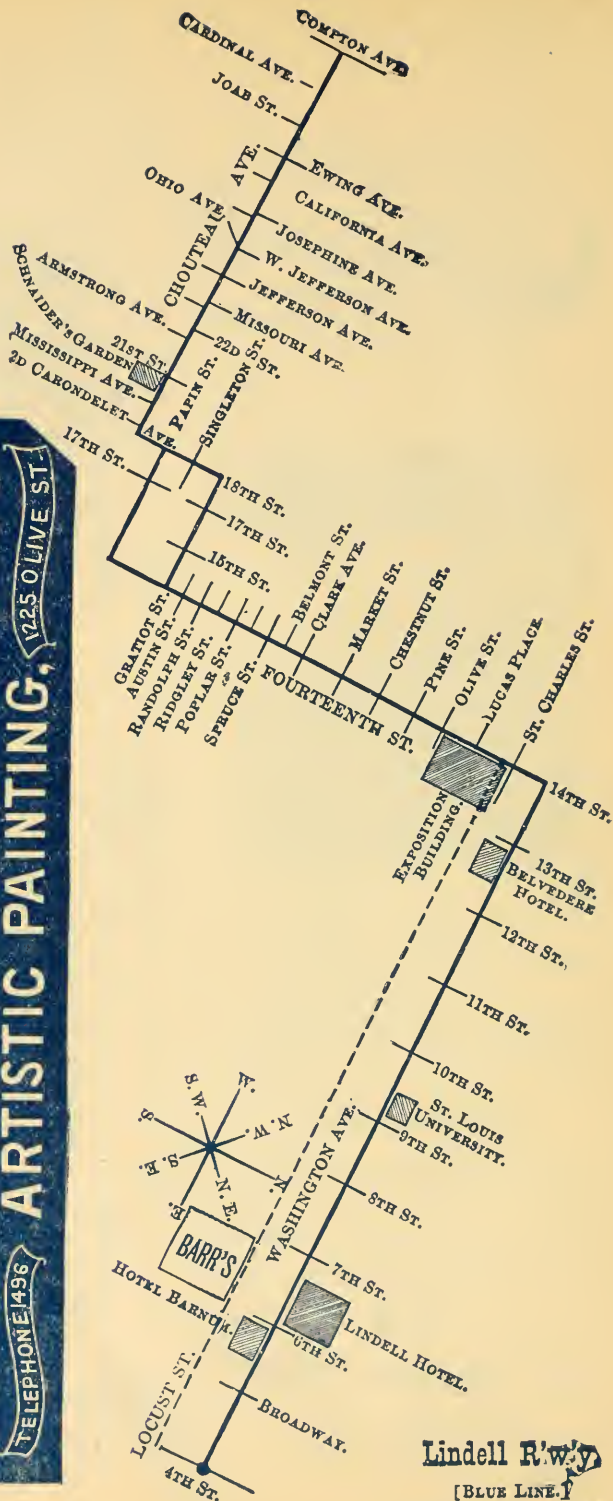 COMPTON AVE
CARDINAL AVE.
JOAB ST.
CHOUTEAU AVE.
EWING AVE.
CALIFORNIA AVE.
OHIO AVE
JOSEPHINE AVE.
W. JEFFERSON AVE.
JEFFERSON AVE.
MISSOURI AVE.
ARMSTRONG AVE.
22D ST.
SCHNAIDER'S GARDEN
21ST ST.
MISSISSIPPI AVE.
PAPIN ST.
SINGLETON ST.
2D CARONDELET AVE.
17TH ST.
18TH ST.
17TH ST.
15TH ST.
GRATIOT ST.
AUSTIN ST.
RANDOLPH ST.
RIDGLEY ST.
POPLAR ST.
SPRUCE ST.
BELMONT ST.
CLARK AVE.
MARKET ST.
CHESTNUT ST.
PINE ST.
OLIVE ST.
LUCAS PLACE.
ST. CHARLES ST.
FOURTEENTH ST.
EXPOSITION
BUILDING.
14TH ST.
13TH ST.
BELVEDERE
HOTEL.
12TH ST.
11TH ST.
10TH ST.
ST. LOUIS
UNIVERSITY.
9TH ST.
WASHINGTON AVE.
8TH ST.
7TH ST.
W.
N. W.
N.
N. E.
E.
S. E.
S.
S. W.
BARR'S
HOTEL BARNUM.
LINDELL HOTEL.
6TH ST.
LOCUST ST.
BROADWAY.
4TH ST.
Lindell R'w'y.
[BLUE LINE.]
TELEPHONE 1496
ARTISTIC PAINTING,
1225 OLIVE ST.